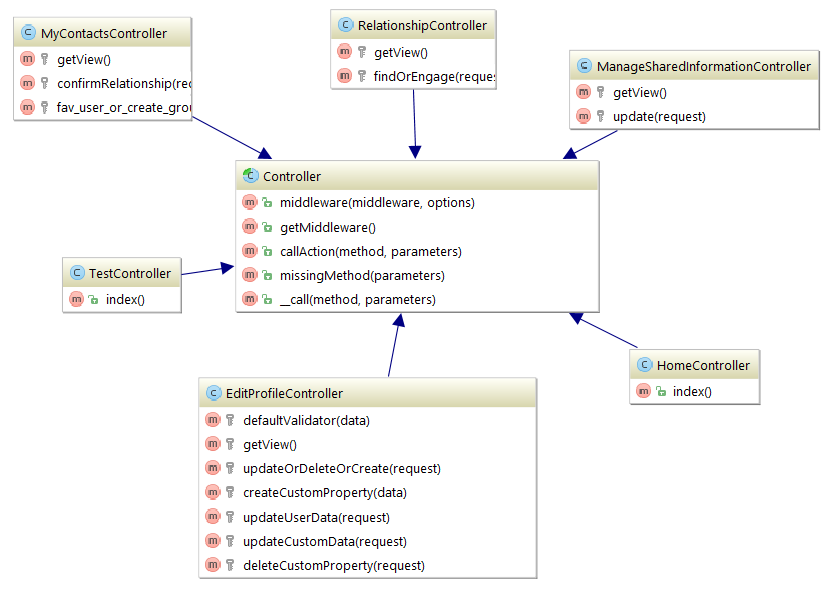 MyContactsController
getView()
confirmRelationship(re
fav_user_or_create_gro
RelationshipController
getView()
findOrEngage(reques
ManageSharedInformationController
getView()
update(request)
Controller
middleware(middleware, options)
getMiddleware()
callAction(method, parameters)
missingMethod(parameters)
__call(method, parameters)
TestController
index()
HomeController
index()
EditProfileController
defaultValidator(data)
getView()
updateOrDeleteOrCreate(request)
createCustomProperty(data)
updateUserData(request)
updateCustomData(request)
deleteCustomProperty(request)